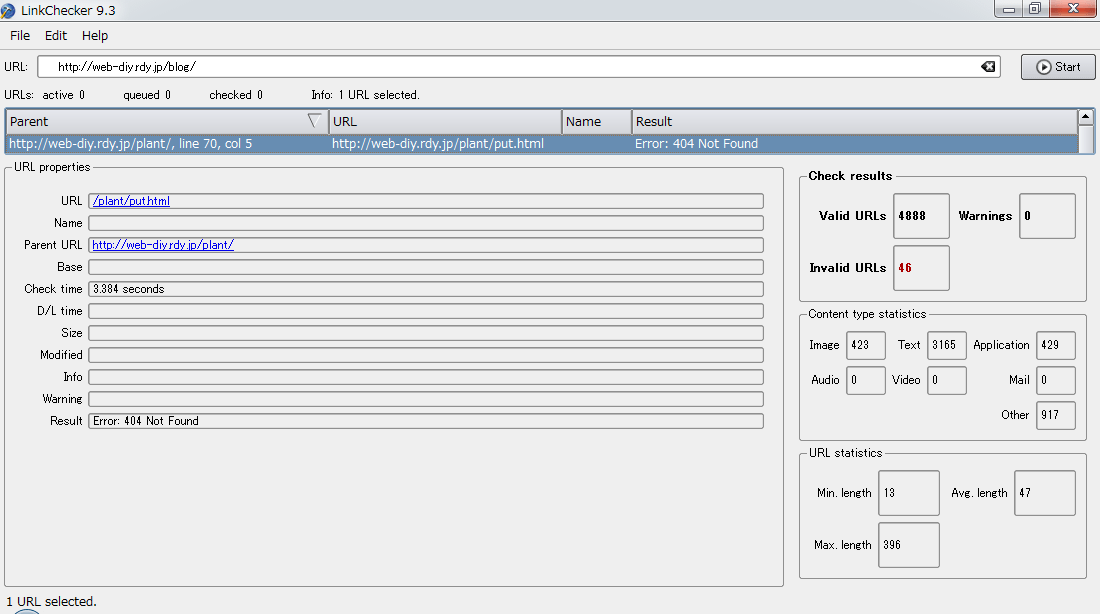 LinkChecker 9.3
File Edit Help
URL: http://web-diy.rdy.jp/blog/ Start
URLs: active 0 queued 0 checked 0 Info: 1 URL selected.
Parent URL Name Result
http://web-diy.rdy.jp/plant/, line 70, col 5 http://web-diy.rdy.jp/plant/put.html Error: 404 Not Found
URL properties
URL /plant/put.html
Name
Parent URL http://web-diy.rdy.jp/plant/
Base
Check time 3.384 seconds
D/L time
Size
Modified
Info
Warning
Result Error: 404 Not Found
Check results
Valid URLs 4888 Warnings 0
Invalid URLs 46
Content type statistics
Image 423 Text 3165 Application 429
Audio 0 Video 0 Mail 0
Other 917
URL statistics
Min. length 13 Avg. length 47
Max. length 396
1 URL selected.